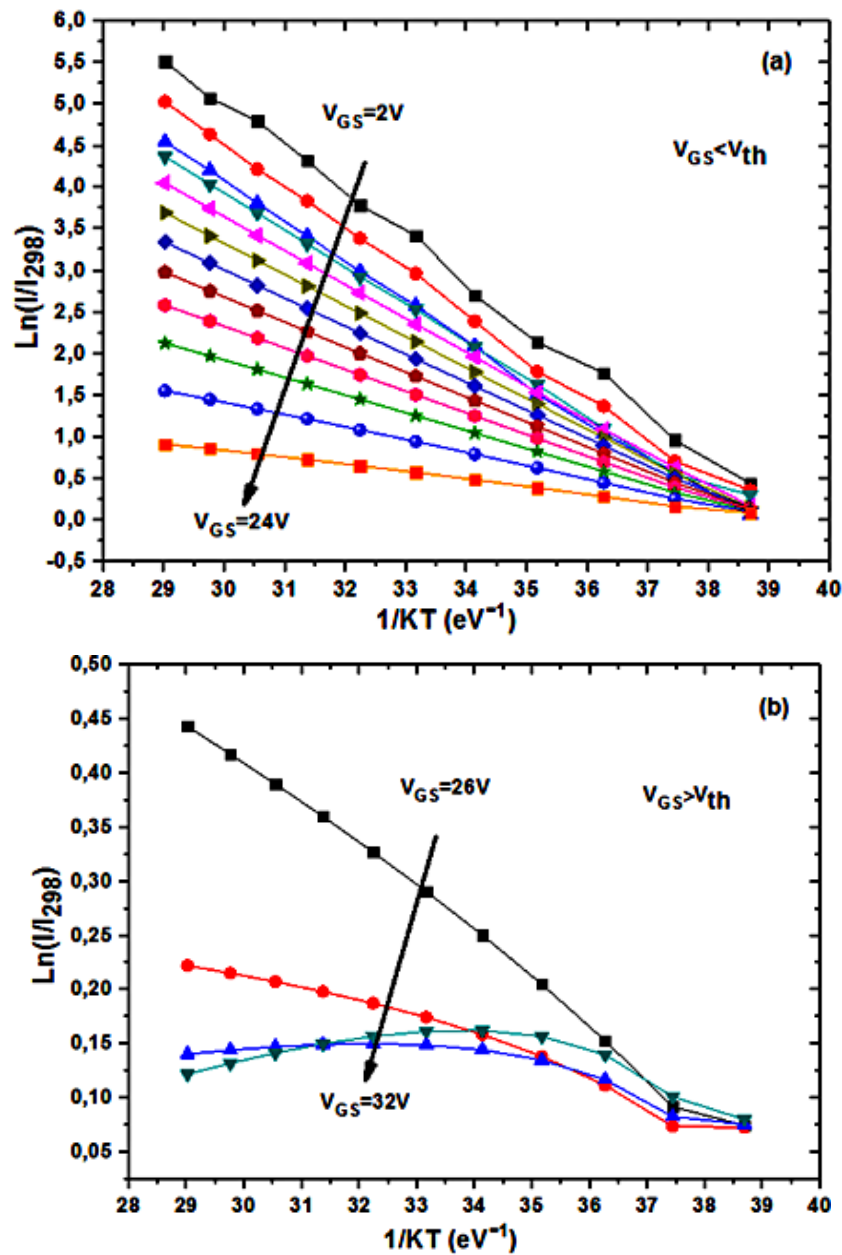 (a)
Ln(I/I298)
6,0
5,5
5,0
4,5
4,0
3,5
3,0
2,5
2,0
1,5
1,0
0,5
0,0
-0,5
VGS=2V
VGS<Vth
VGS=24V
28 29 30 31 32 33 34 35 36 37 38 39 40
1/KT (eV⁻¹)
(b)
Ln(I/I298)
0,50
0,45
0,40
0,35
0,30
0,25
0,20
0,15
0,10
0,05
VGS=26V
VGS>Vth
VGS=32V
28 29 30 31 32 33 34 35 36 37 38 39 40
1/KT (eV⁻¹)